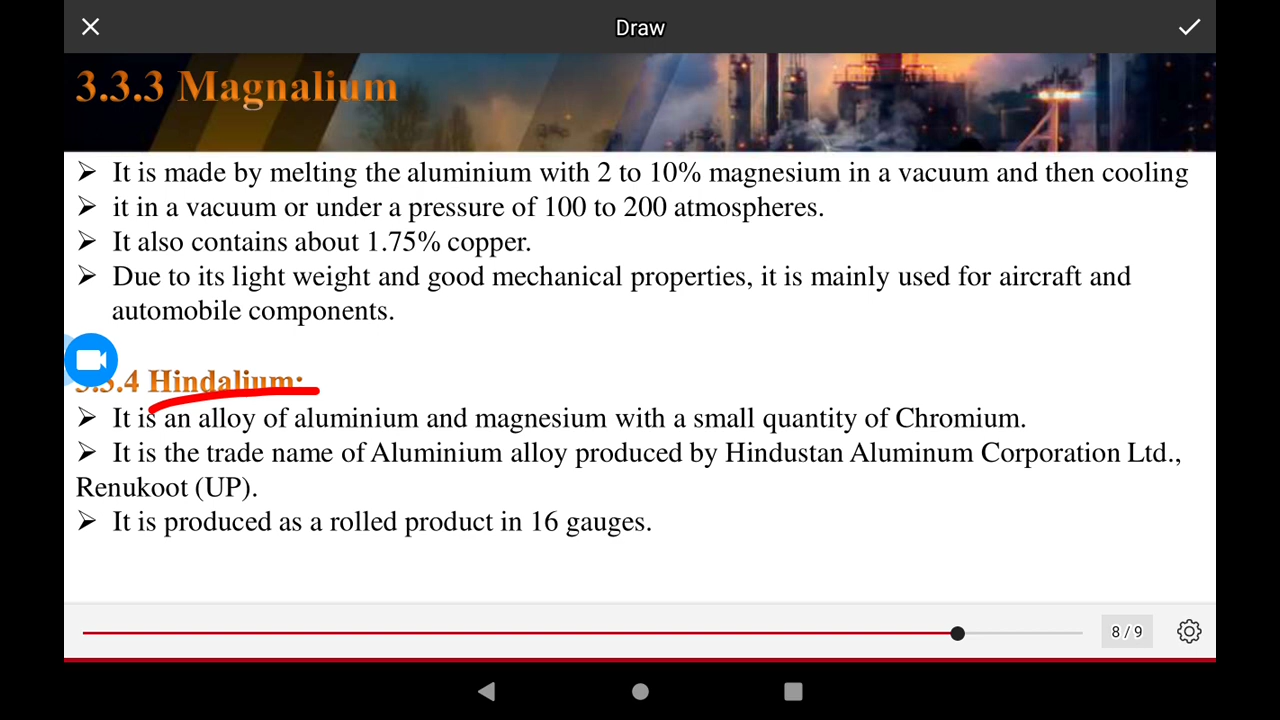 Draw
3.3.3 Magnalium
➢ It is made by melting the aluminium with 2 to 10% magnesium in a vacuum and then cooling
➢ it in a vacuum or under a pressure of 100 to 200 atmospheres.
➢ It also contains about 1.75% copper.
➢ Due to its light weight and good mechanical properties, it is mainly used for aircraft and
automobile components.
3.3.4 Hindalium:
➢ It is an alloy of aluminium and magnesium with a small quantity of Chromium.
➢ It is the trade name of Aluminium alloy produced by Hindustan Aluminum Corporation Ltd.,
Renukoot (UP).
➢ It is produced as a rolled product in 16 gauges.
8 / 9